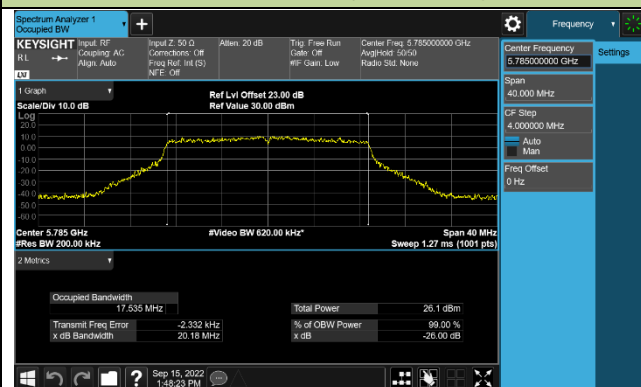 Spectrum Analyzer 1
Occupied BW
Frequency
KEYSIGHT
RL
LXI
Input: RF
Coupling: AC
Align: Auto
Input Z: 50 Ω
Corrections: Off
Freq Ref: Int (S)
NFE: Off
Atten: 20 dB
Trig: Free Run
Gate: Off
#IF Gain: Low
Center Freq: 5.785000000 GHz
Avg|Hold: 50/50
Radio Std: None
Center Frequency
5.785000000 GHz
Settings
Span
40.000 MHz
CF Step
4.000000 MHz
Auto
Man
Freq Offset
0 Hz
1 Graph
Scale/Div 10.0 dB
Ref Lvl Offset 23.00 dB
Ref Value 30.00 dBm
Log
20.0
10.0
0.00
-10.0
-20.0
-30.0
-40.0
-50.0
-60.0
Center 5.785 GHz
#Res BW 200.00 kHz
#Video BW 620.00 kHz*
Span 40 MHz
Sweep 1.27 ms (1001 pts)
2 Metrics
Occupied Bandwidth
17.535 MHz
Total Power 26.1 dBm
Transmit Freq Error -2.332 kHz
% of OBW Power 99.00 %
x dB Bandwidth 20.18 MHz
x dB -26.00 dB
Sep 15, 2022
1:48:23 PM